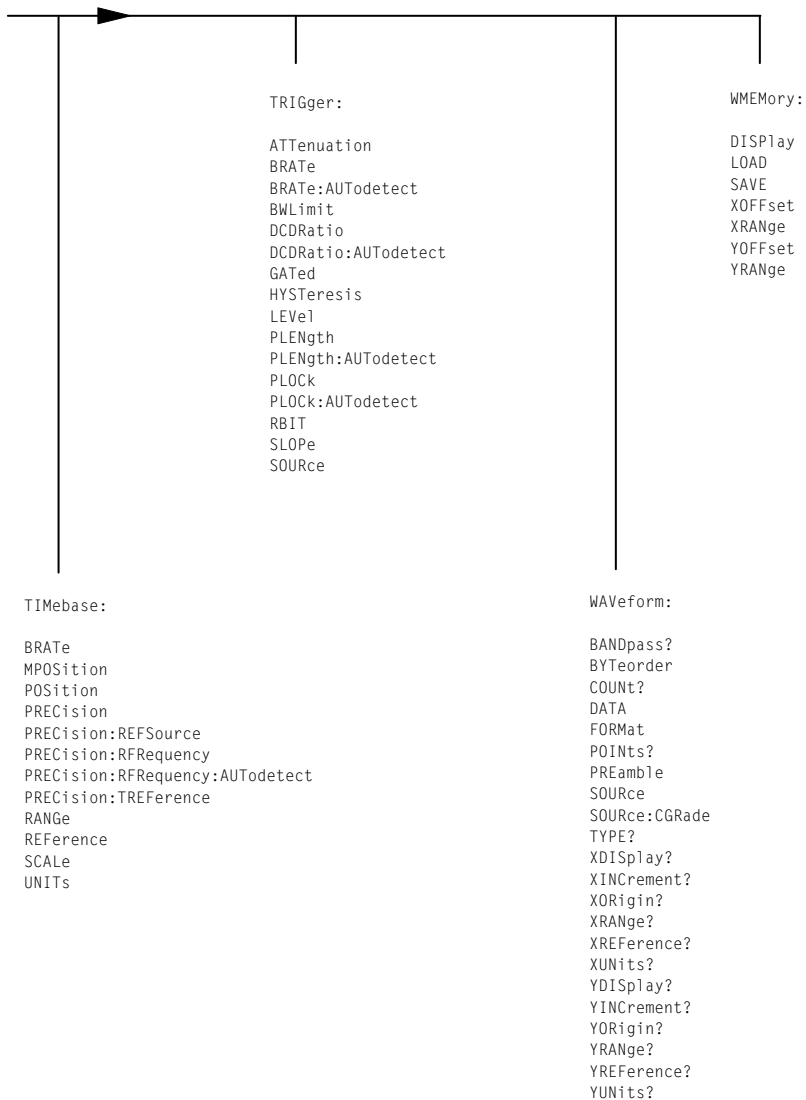 TRIGger:
ATTenuation
BRATe
BRATe:AUTodetect
BWLimit
DCDRatio
DCDRatio:AUTodetect
GATed
HYSTeresis
LEVel
PLENgth
PLENgth:AUTodetect
PLOCk
PLOCk:AUTodetect
RBIT
SLOPe
SOURce
WMEMory:
DISPlay
LOAD
SAVE
XOFFset
XRANge
YOFFset
YRANge
TIMebase:
BRATe
MPOSition
POSition
PRECision
PRECision:REFSource
PRECision:RFRequency
PRECision:RFRequency:AUTodetect
PRECision:TREFerence
RANGe
REFerence
SCALe
UNITs
WAVeform:
BANDpass?
BYTeorder
COUNt?
DATA
FORMat
POINts?
PREamble
SOURce
SOURce:CGRade
TYPE?
XDISplay?
XINCrement?
XORigin?
XRANge?
XREFerence?
XUNits?
YDISplay?
YINCrement?
YORigin?
YRANge?
YREFerence?
YUNits?